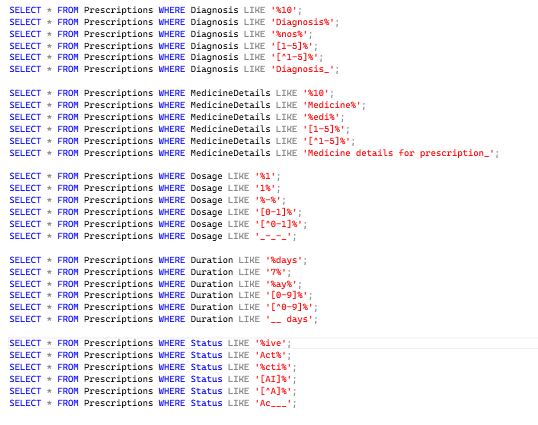 SELECT * FROM Prescriptions WHERE Diagnosis LIKE '%10';
SELECT * FROM Prescriptions WHERE Diagnosis LIKE 'Diagnosis%';
SELECT * FROM Prescriptions WHERE Diagnosis LIKE '%nos%';
SELECT * FROM Prescriptions WHERE Diagnosis LIKE '[1-5]%';
SELECT * FROM Prescriptions WHERE Diagnosis LIKE '[^1-5]%';
SELECT * FROM Prescriptions WHERE Diagnosis LIKE 'Diagnosis_';
SELECT * FROM Prescriptions WHERE MedicineDetails LIKE '%10';
SELECT * FROM Prescriptions WHERE MedicineDetails LIKE 'Medicine%';
SELECT * FROM Prescriptions WHERE MedicineDetails LIKE '%edi%';
SELECT * FROM Prescriptions WHERE MedicineDetails LIKE '[1-5]%';
SELECT * FROM Prescriptions WHERE MedicineDetails LIKE '[^1-5]%';
SELECT * FROM Prescriptions WHERE MedicineDetails LIKE 'Medicine details for prescription_';
SELECT * FROM Prescriptions WHERE Dosage LIKE '%1';
SELECT * FROM Prescriptions WHERE Dosage LIKE '1%';
SELECT * FROM Prescriptions WHERE Dosage LIKE '%-%';
SELECT * FROM Prescriptions WHERE Dosage LIKE '[0-1]%';
SELECT * FROM Prescriptions WHERE Dosage LIKE '[^0-1]%';
SELECT * FROM Prescriptions WHERE Dosage LIKE '_-_-_';
SELECT * FROM Prescriptions WHERE Duration LIKE '%days';
SELECT * FROM Prescriptions WHERE Duration LIKE '7%';
SELECT * FROM Prescriptions WHERE Duration LIKE '%ay%';
SELECT * FROM Prescriptions WHERE Duration LIKE '[0-9]%';
SELECT * FROM Prescriptions WHERE Duration LIKE '[^0-9]%';
SELECT * FROM Prescriptions WHERE Duration LIKE '__ days';
SELECT * FROM Prescriptions WHERE Status LIKE '%ive';
SELECT * FROM Prescriptions WHERE Status LIKE 'Act%';
SELECT * FROM Prescriptions WHERE Status LIKE '%cti%';
SELECT * FROM Prescriptions WHERE Status LIKE '[AI]%';
SELECT * FROM Prescriptions WHERE Status LIKE '[^A]%';
SELECT * FROM Prescriptions WHERE Status LIKE 'Ac___';